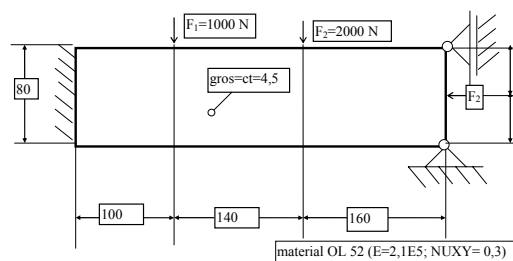 F₁=1000 N
F₂=2000 N
gros=ct=4,5
80
F₂
100
140
160
material OL 52 (E=2,1E5; NUXY= 0,3)